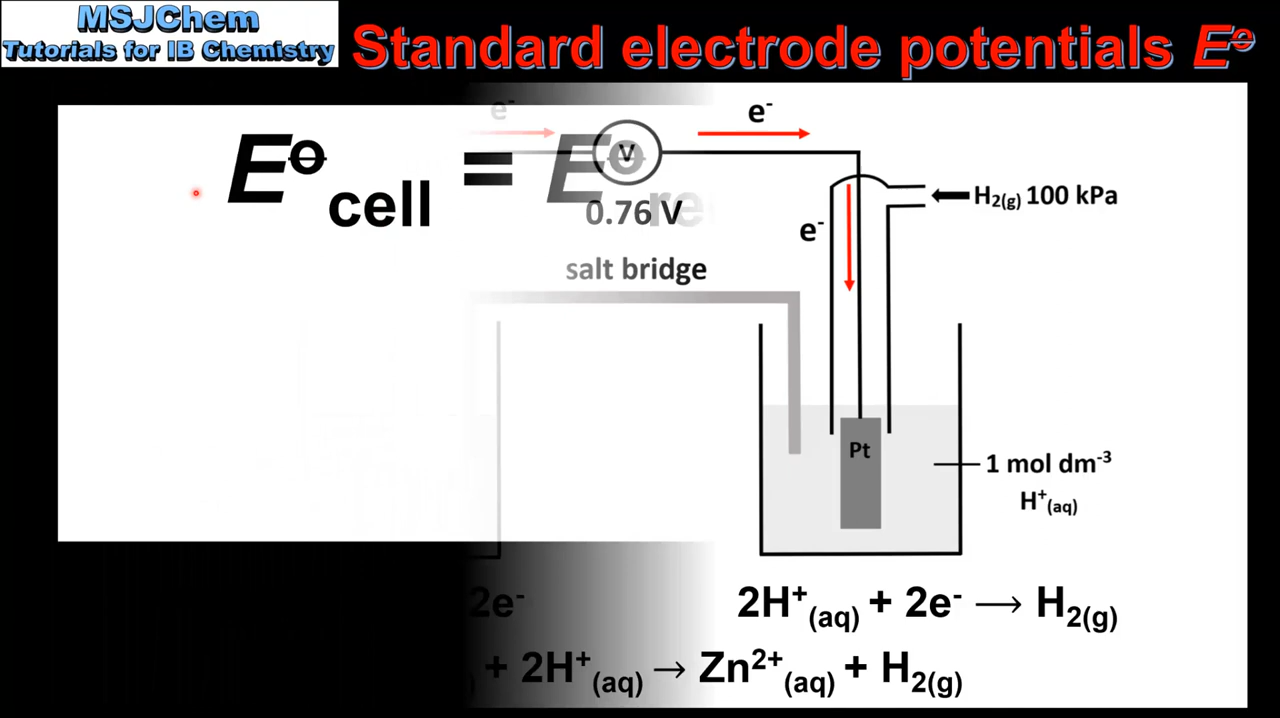 MSJChem
Tutorials for IB Chemistry
Standard electrode potentials E⦵
e⁻
e⁻
E⦵cell = E⦵re
V
0.76 V
H₂(g) 100 kPa
e⁻
salt bridge
Pt
1 mol dm⁻³
H⁺(aq)
2e⁻
2H⁺(aq) + 2e⁻ → H₂(g)
+ 2H⁺(aq) → Zn²⁺(aq) + H₂(g)